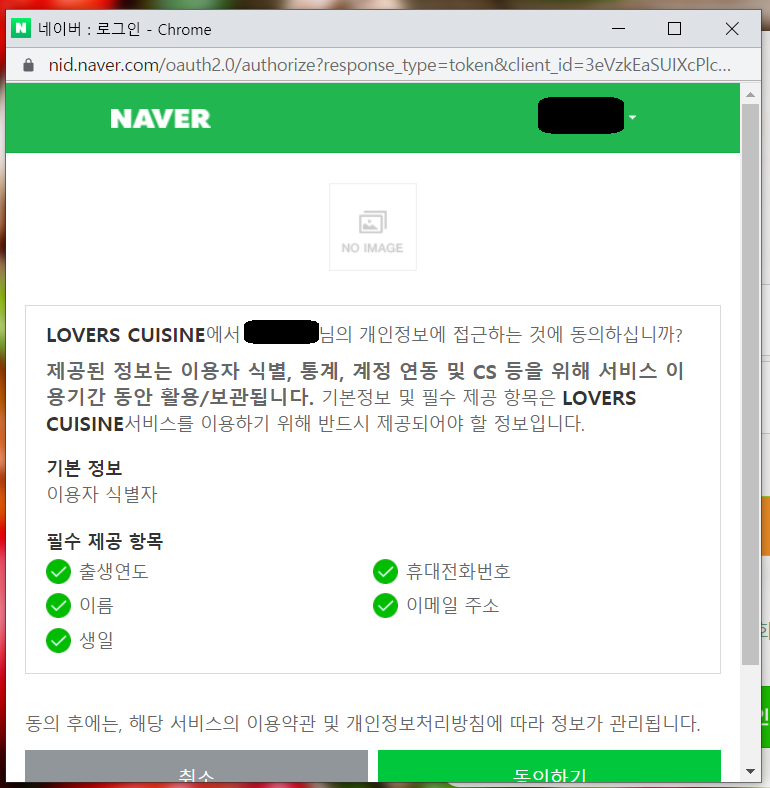 네이버 : 로그인 - Chrome
nid.naver.com/oauth2.0/authorize?response_type=token&client_id=3eVzkEaSUIXcPlc...
NAVER
NO IMAGE
LOVERS CUISINE에서 님의 개인정보에 접근하는 것에 동의하십니까?
제공된 정보는 이용자 식별, 통계, 계정 연동 및 CS 등을 위해 서비스 이
용기간 동안 활용/보관됩니다. 기본정보 및 필수 제공 항목은 LOVERS
CUISINE서비스를 이용하기 위해 반드시 제공되어야 할 정보입니다.
기본 정보
이용자 식별자
필수 제공 항목
출생연도 휴대전화번호
이름 이메일 주소
생일
동의 후에는, 해당 서비스의 이용약관 및 개인정보처리방침에 따라 정보가 관리됩니다.
취소 동의하기